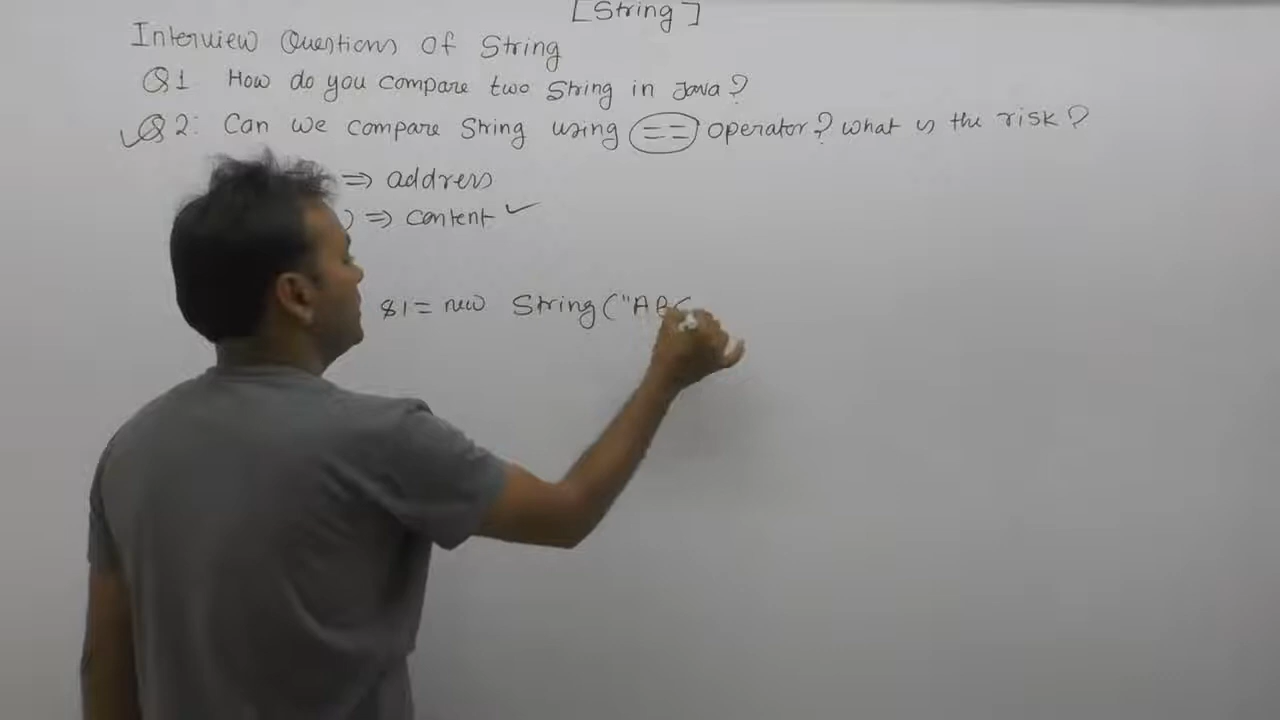 [String]
Interview Questions of String
Q1 How do you compare two String in Java?
Q2: Can we compare String using == operator? what is the risk?
=> address
) => content ✓
S1 = new String("ABC